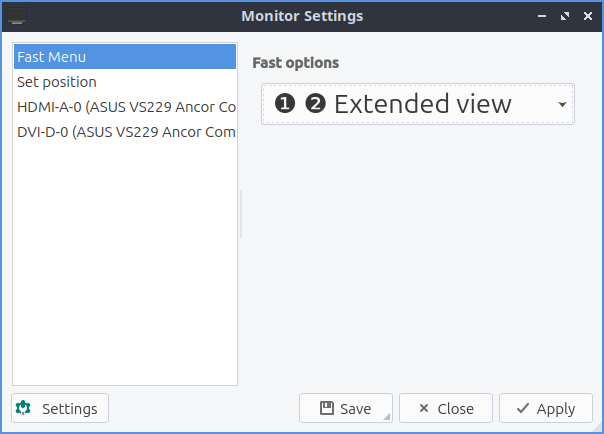 Monitor Settings
Fast Menu
Set position
HDMI-A-0 (ASUS VS229 Ancor Co
DVI-D-0 (ASUS VS229 Ancor Com
Fast options
❶ ❷ Extended view
Settings
Save
Close
Apply